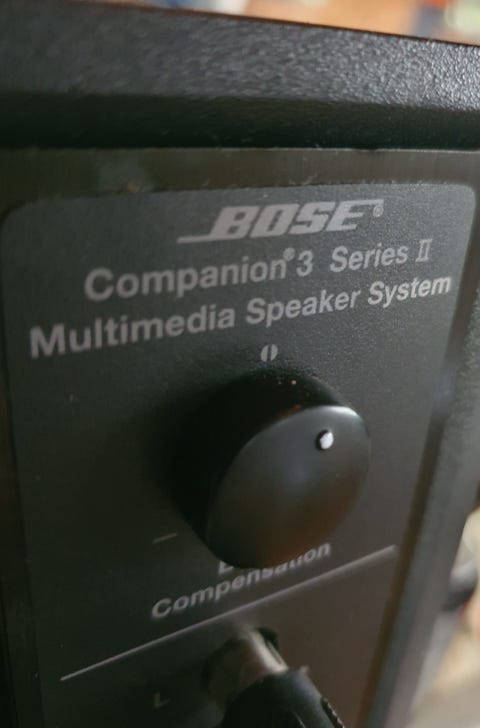 BOSE®
Companion®3 Series II
Multimedia Speaker System
Compensation
L